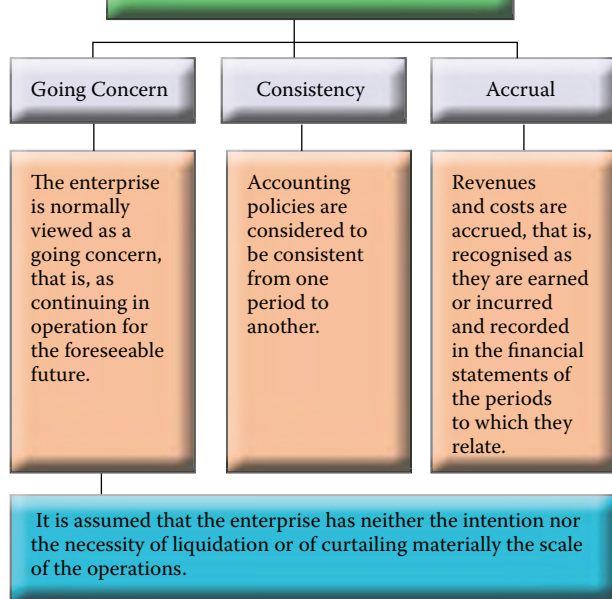 Going Concern
Consistency
Accrual
The enterprise
is normally
viewed as a
going concern,
that is, as
continuing in
operation for
the foreseeable
future.
Accounting
policies are
considered to
be consistent
from one
period to
another.
Revenues
and costs are
accrued, that is,
recognised as
they are earned
or incurred
and recorded
in the financial
statements of
the periods
to which they
relate.
It is assumed that the enterprise has neither the intention nor
the necessity of liquidation or of curtailing materially the scale
of the operations.